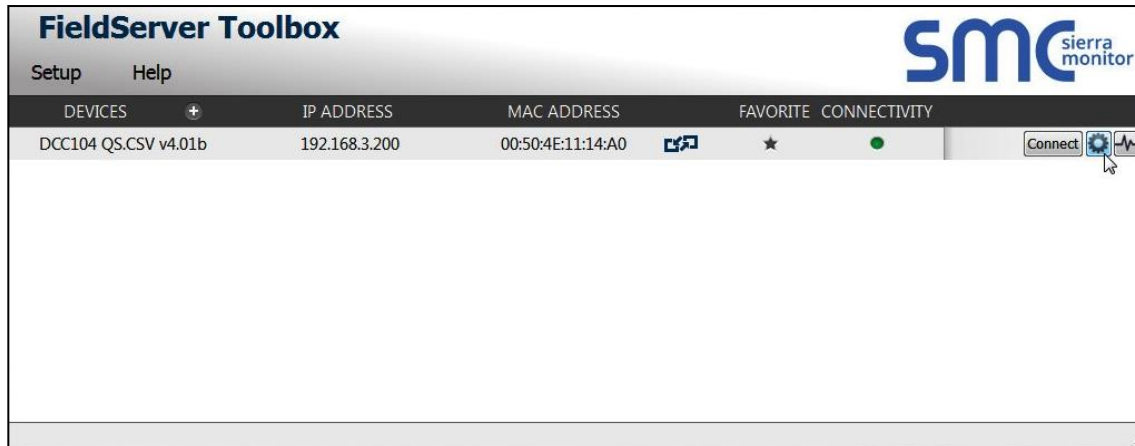 FieldServer Toolbox
SMC sierra monitor
Setup Help
DEVICES IP ADDRESS MAC ADDRESS FAVORITE CONNECTIVITY
DCC104 QS.CSV v4.01b 192.168.3.200 00:50:4E:11:14:A0 Connect